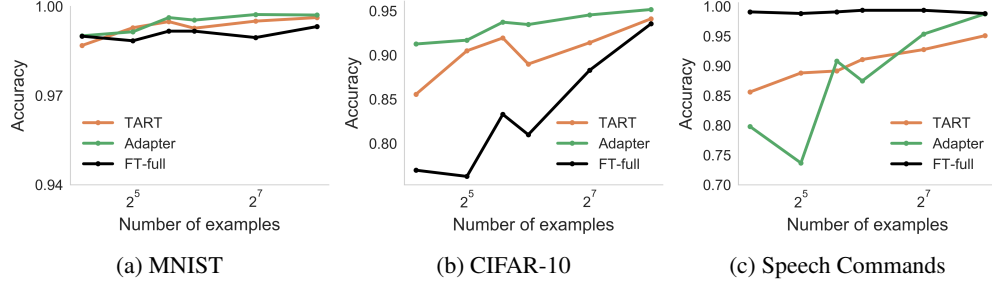 1.00
0.97
0.94
Accuracy
TART
Adapter
FT-full
2^5
2^7
Number of examples
(a) MNIST
0.95
0.90
0.85
0.80
Accuracy
TART
Adapter
FT-full
2^5
2^7
Number of examples
(b) CIFAR-10
1.00
0.95
0.90
0.85
0.80
0.75
0.70
Accuracy
TART
Adapter
FT-full
2^5
2^7
Number of examples
(c) Speech Commands